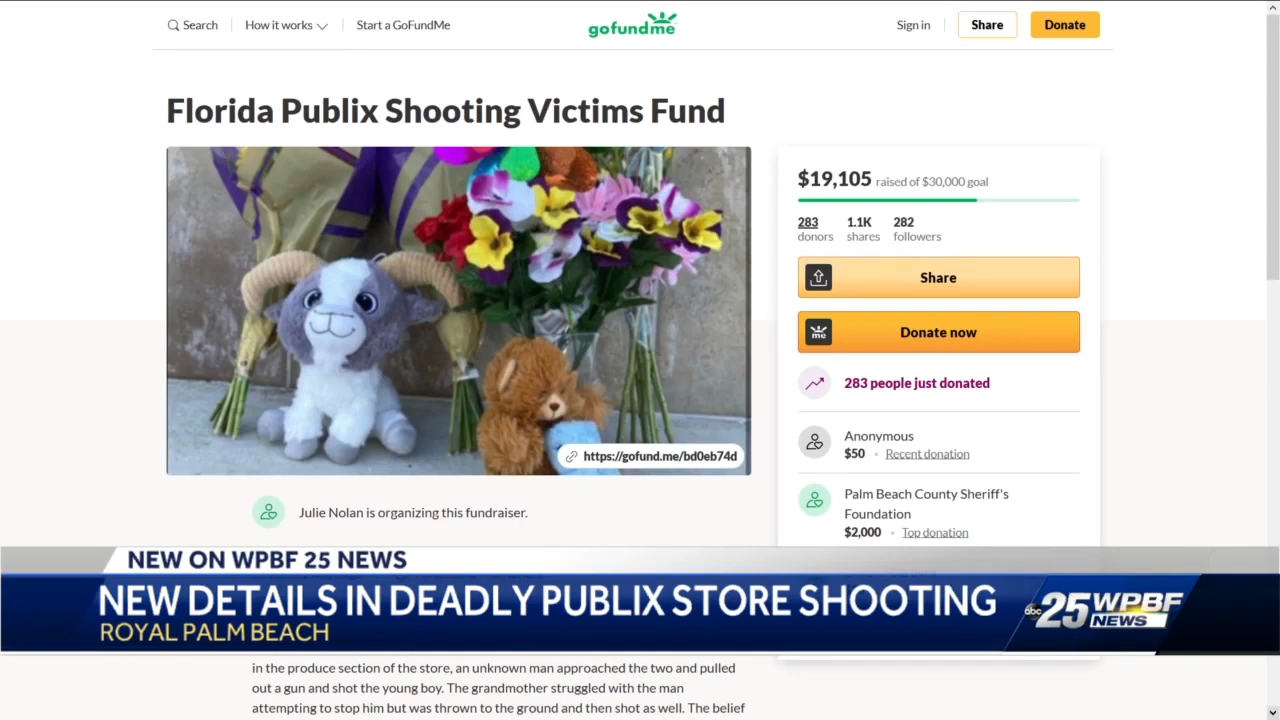 Search
How it works
Start a GoFundMe
gofundme
Sign in
Share
Donate
Florida Publix Shooting Victims Fund
https://gofund.me/bd0eb74d
$19,105 raised of $30,000 goal
283 1.1K 282
donors shares followers
Share
me Donate now
283 people just donated
Anonymous
$50 • Recent donation
Palm Beach County Sheriff's
Foundation
$2,000 • Top donation
Julie Nolan is organizing this fundraiser.
NEW ON WPBF 25 NEWS
NEW DETAILS IN DEADLY PUBLIX STORE SHOOTING
ROYAL PALM BEACH
abc 25 WPBF
NEWS
in the produce section of the store, an unknown man approached the two and pulled
out a gun and shot the young boy. The grandmother struggled with the man
attempting to stop him but was thrown to the ground and then shot as well. The belief